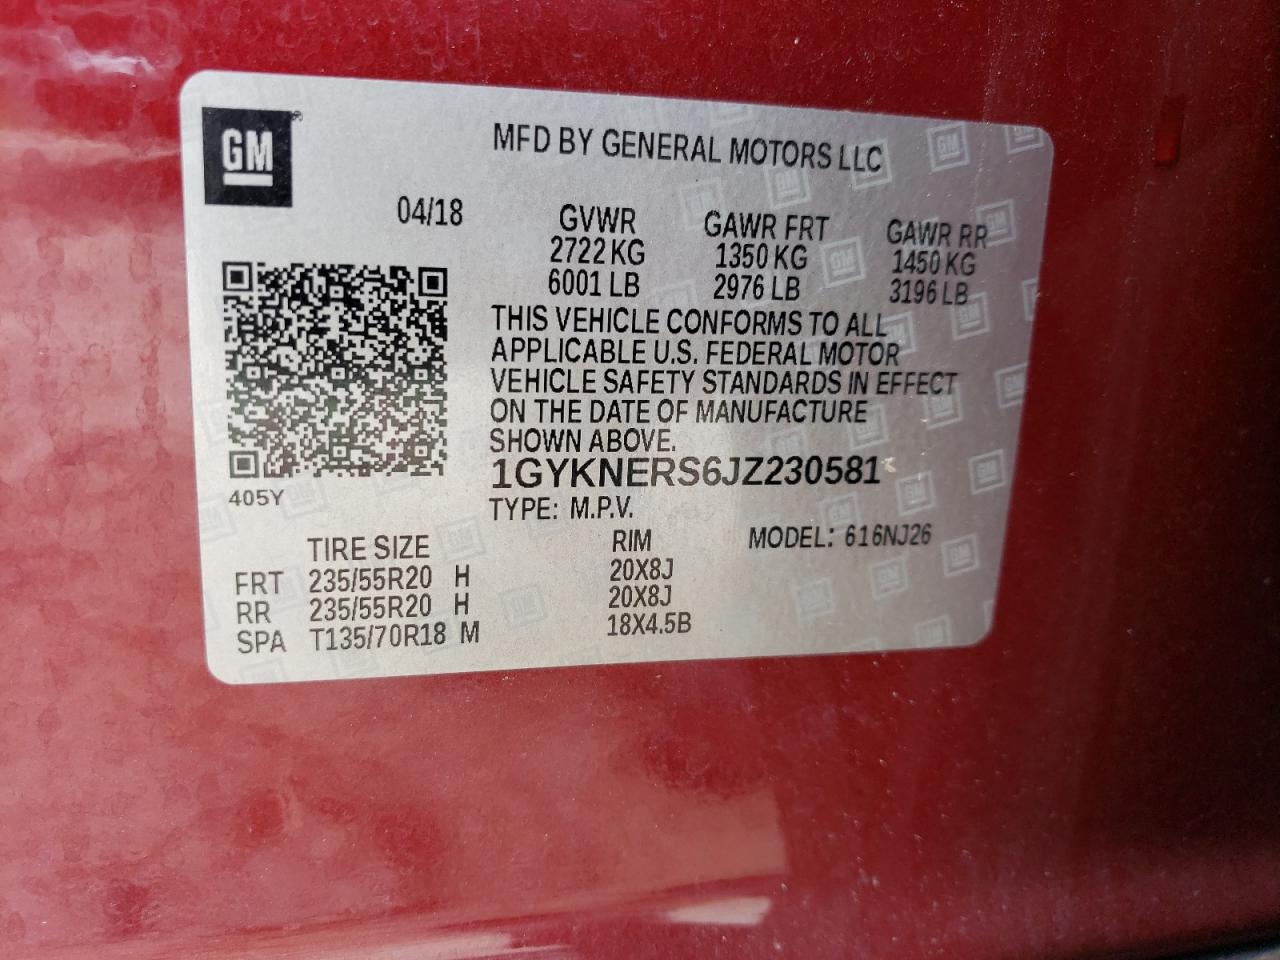 GM
MFD BY GENERAL MOTORS LLC
04/18
GVWR GAWR FRT GAWR RR
2722 KG 1350 KG 1450 KG
6001 LB 2976 LB 3196 LB
THIS VEHICLE CONFORMS TO ALL
APPLICABLE U.S. FEDERAL MOTOR
VEHICLE SAFETY STANDARDS IN EFFECT
ON THE DATE OF MANUFACTURE
SHOWN ABOVE.
1GYKNERS6JZ230581
405Y
TYPE: M.P.V. MODEL: 616NJ26
TIRE SIZE RIM
FRT 235/55R20 H 20X8J
RR 235/55R20 H 20X8J
SPA T135/70R18 M 18X4.5B